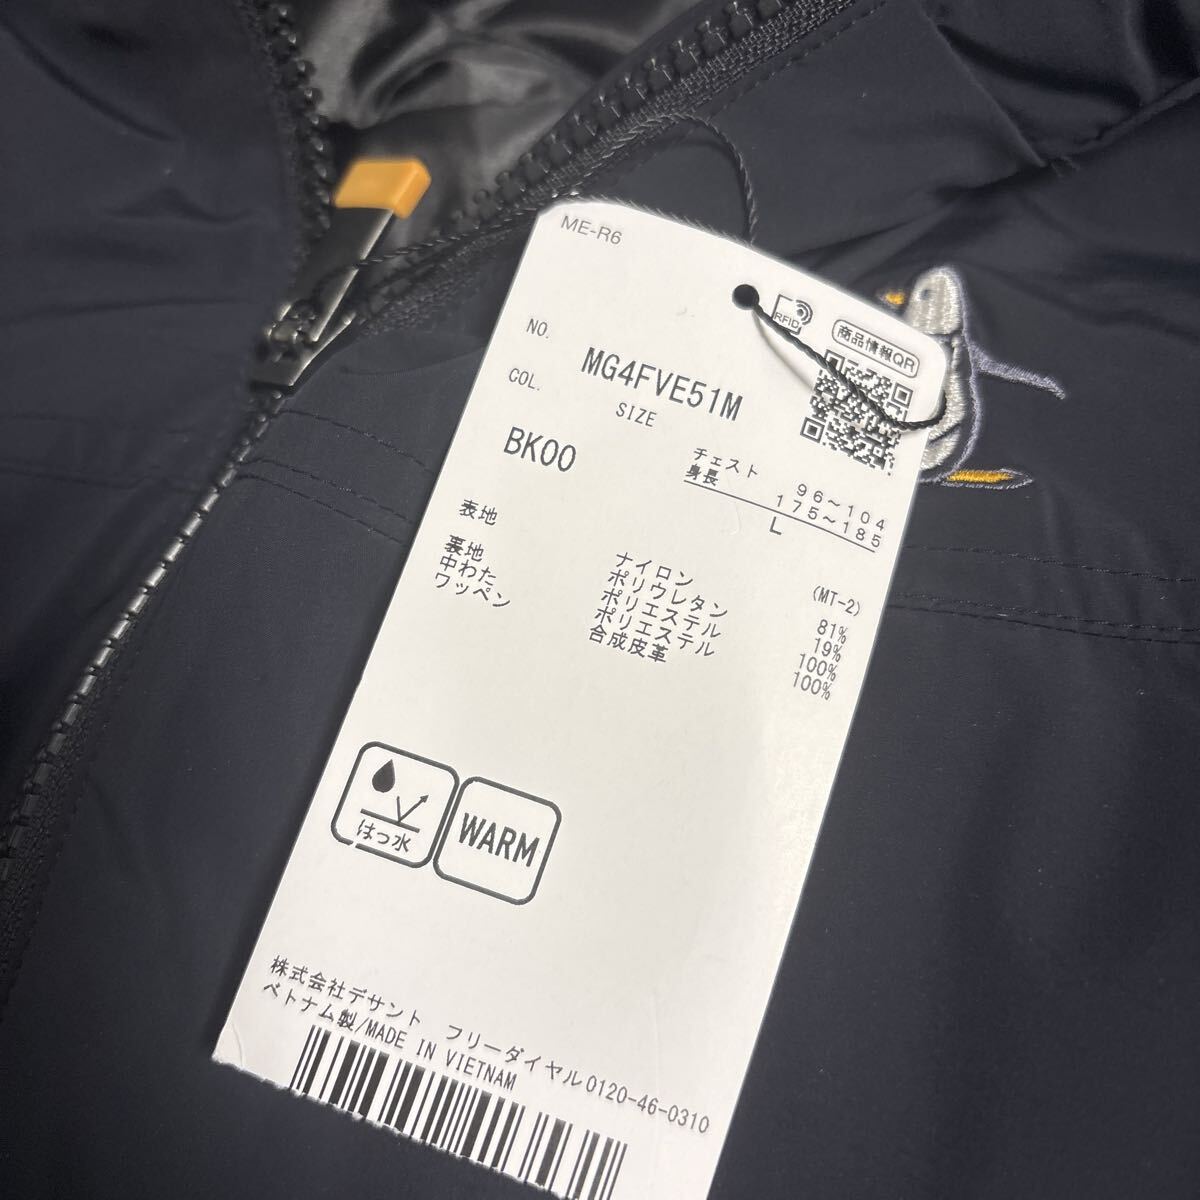 ME-R6
RFID
商品情報QR
NO. MG4FVE51M
COL. SIZE
BK00
チェスト 96～104
身長 175～185
L
(MT-2)
表地 ナイロン 81%
ポリウレタン 19%
裏地 ポリエステル 100%
中わた ポリエステル 100%
ワッペン 合成皮革
はっ水
WARM
株式会社デサント フリーダイヤル0120-46-0310
ベトナム製/MADE IN VIETNAM